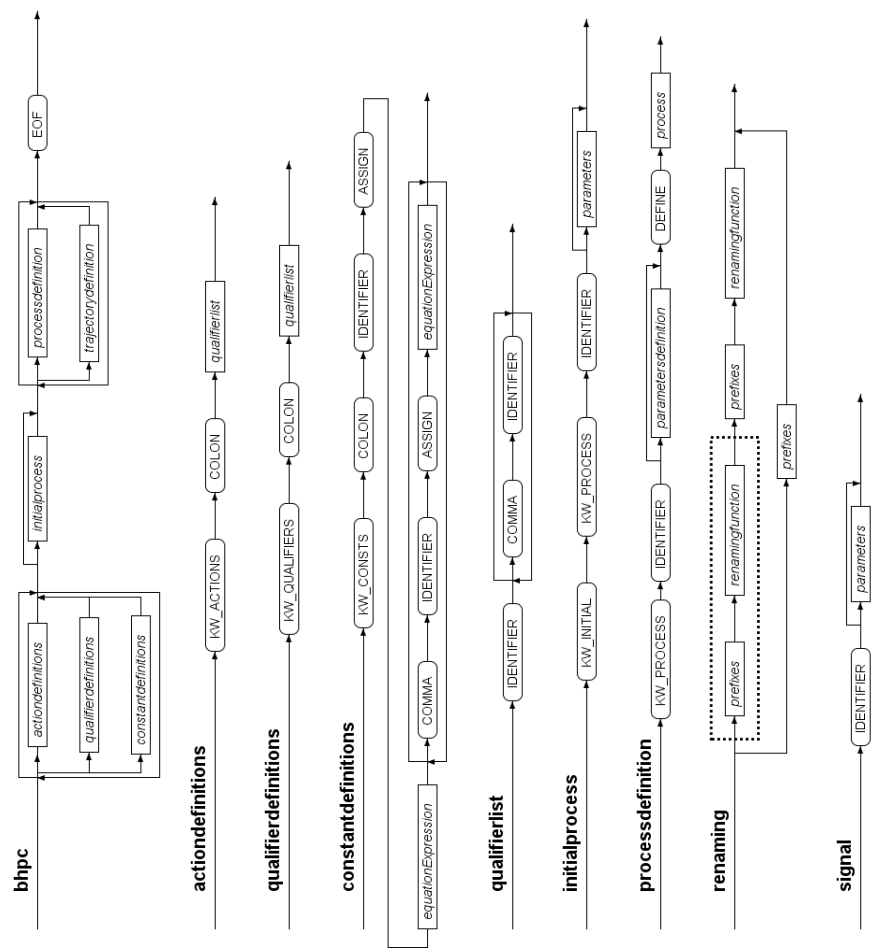 bhpc
actiondefinitions
qualifierdefinitions
constantdefinitions
initialprocess
processdefinition
trajectorydefinition
EOF
actiondefinitions
KW_ACTIONS COLON qualifierlist
qualifierdefinitions
KW_QUALIFIERS COLON qualifierlist
constantdefinitions
KW_CONSTS COLON IDENTIFIER ASSIGN
equationExpression COMMA IDENTIFIER ASSIGN equationExpression
qualifierlist
IDENTIFIER COMMA IDENTIFIER
initialprocess
KW_INITIAL KW_PROCESS IDENTIFIER parameters
processdefinition
KW_PROCESS IDENTIFIER parametersdefinition DEFINE process
renaming
prefixes renamingfunction prefixes renamingfunction
prefixes
signal
IDENTIFIER parameters